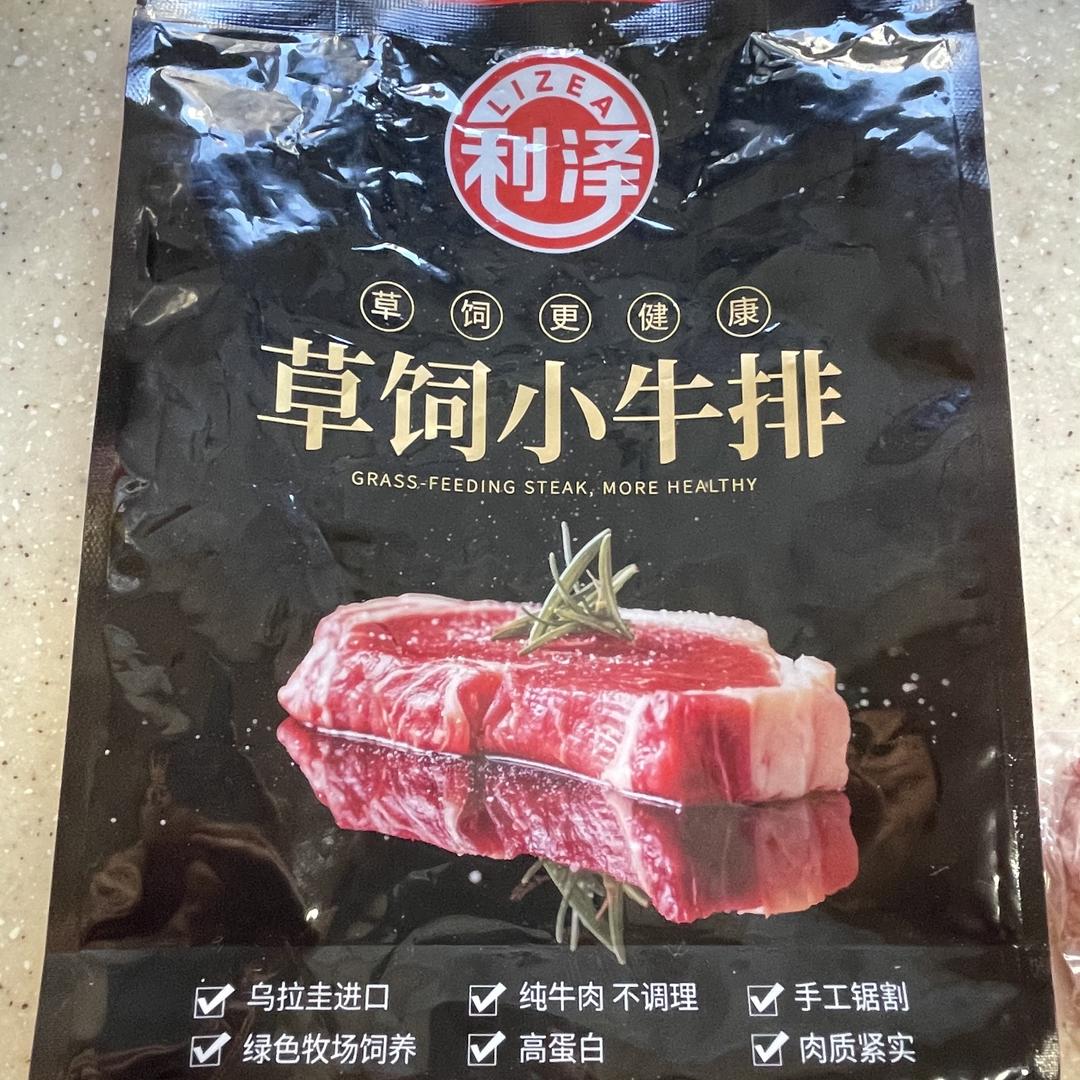 LIZEA
利泽
草饲更健康
草饲小牛排
GRASS-FEEDING STEAK, MORE HEALTHY
乌拉圭进口 纯牛肉 不调理 手工锯割
绿色牧场饲养 高蛋白 肉质紧实